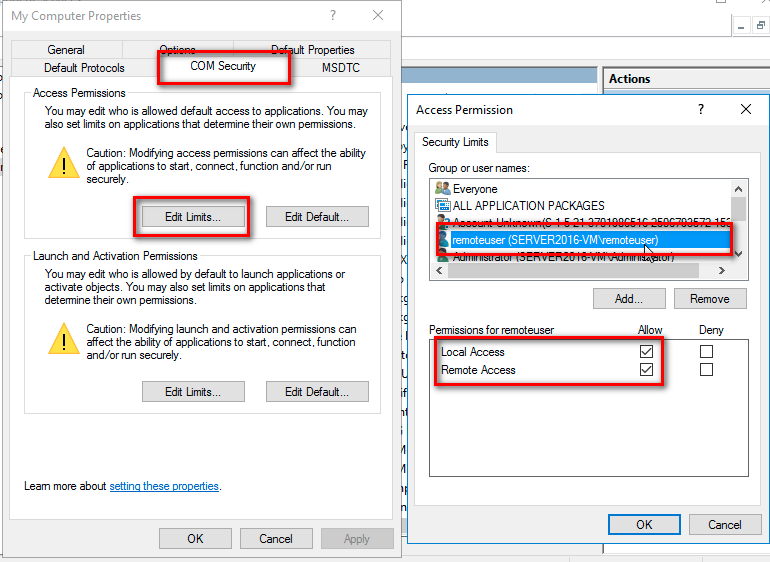 My Computer Properties
?
General
Options
Default Properties
Default Protocols
COM Security
MSDTC
Access Permissions
You may edit who is allowed default access to applications. You may
also set limits on applications that determine their own permissions.
Caution: Modifying access permissions can affect the ability
of applications to start, connect, function and/or run
securely.
Edit Limits...
Edit Default...
Launch and Activation Permissions
You may edit who is allowed by default to launch applications or
activate objects. You may also set limits on applications that
determine their own permissions.
Caution: Modifying launch and activation permissions can
affect the ability of applications to start, connect, function
and/or run securely.
Edit Limits...
Edit Default...
Learn more about setting these properties.
OK
Cancel
Apply
Actions
Access Permission
?
Security Limits
Group or user names:
Everyone
ALL APPLICATION PACKAGES
remoteuser (SERVER2016-VM\remoteuser)
Administrator (SERVER2016-VM\Administrator)
Add...
Remove
Permissions for remoteuser
Allow
Deny
Local Access
Remote Access
OK
Cancel